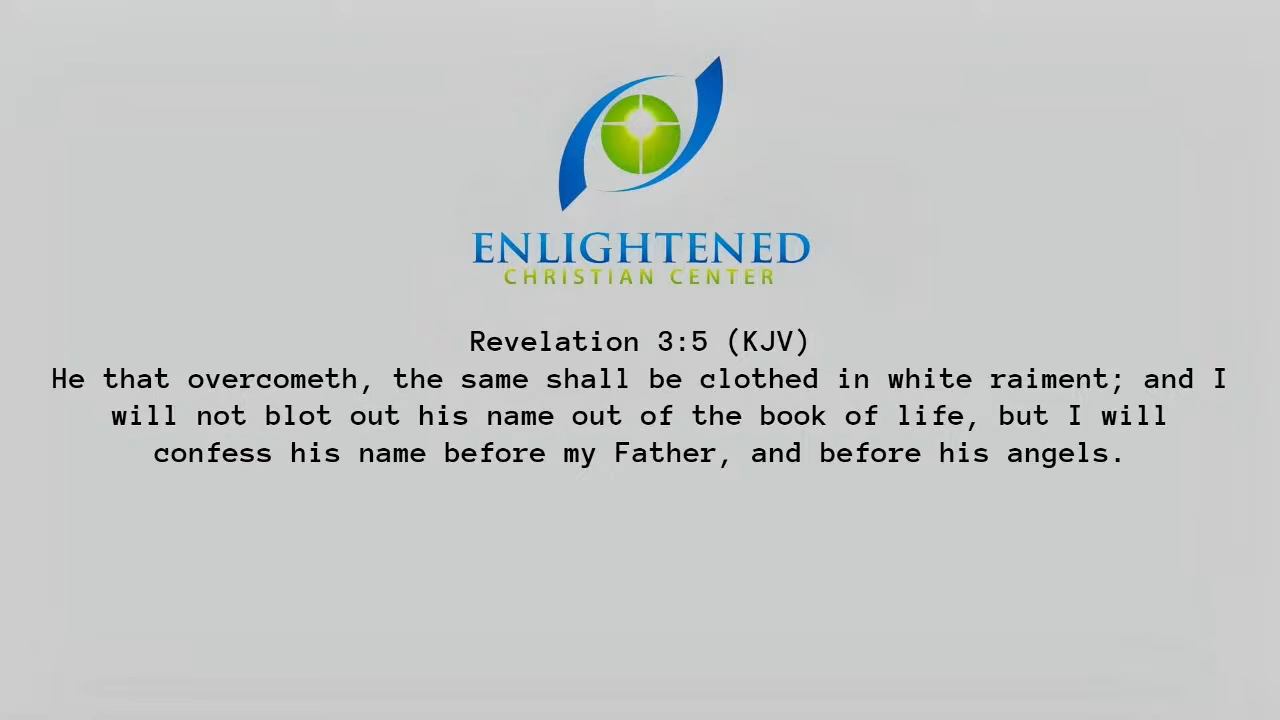 ENLIGHTENED
CHRISTIAN CENTER
Revelation 3:5 (KJV)
He that overcometh, the same shall be clothed in white raiment; and I
will not blot out his name out of the book of life, but I will
confess his name before my Father, and before his angels.